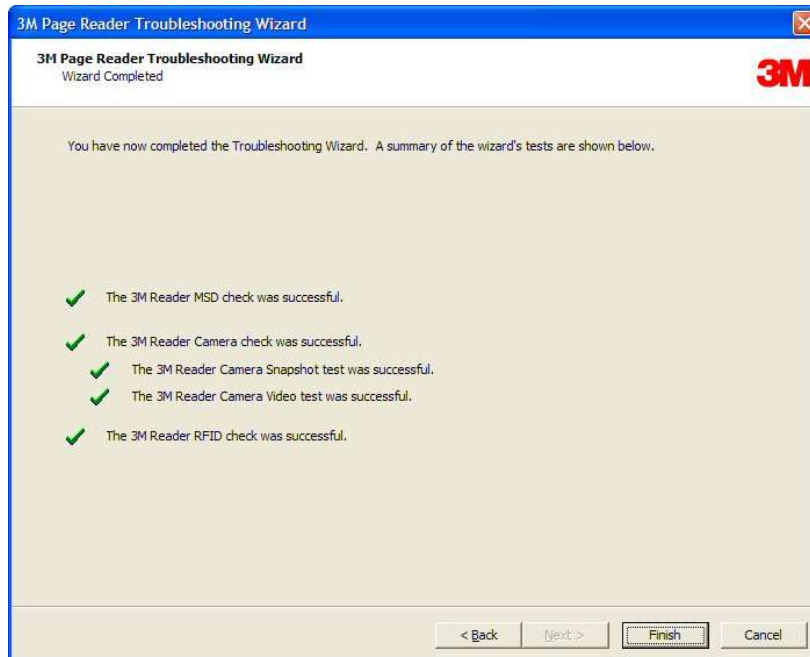 3M Page Reader Troubleshooting Wizard
3M Page Reader Troubleshooting Wizard
Wizard Completed
3M
You have now completed the Troubleshooting Wizard. A summary of the wizard's tests are shown below.
The 3M Reader MSD check was successful.
The 3M Reader Camera check was successful.
The 3M Reader Camera Snapshot test was successful.
The 3M Reader Camera Video test was successful.
The 3M Reader RFID check was successful.
< Back Next > Finish Cancel